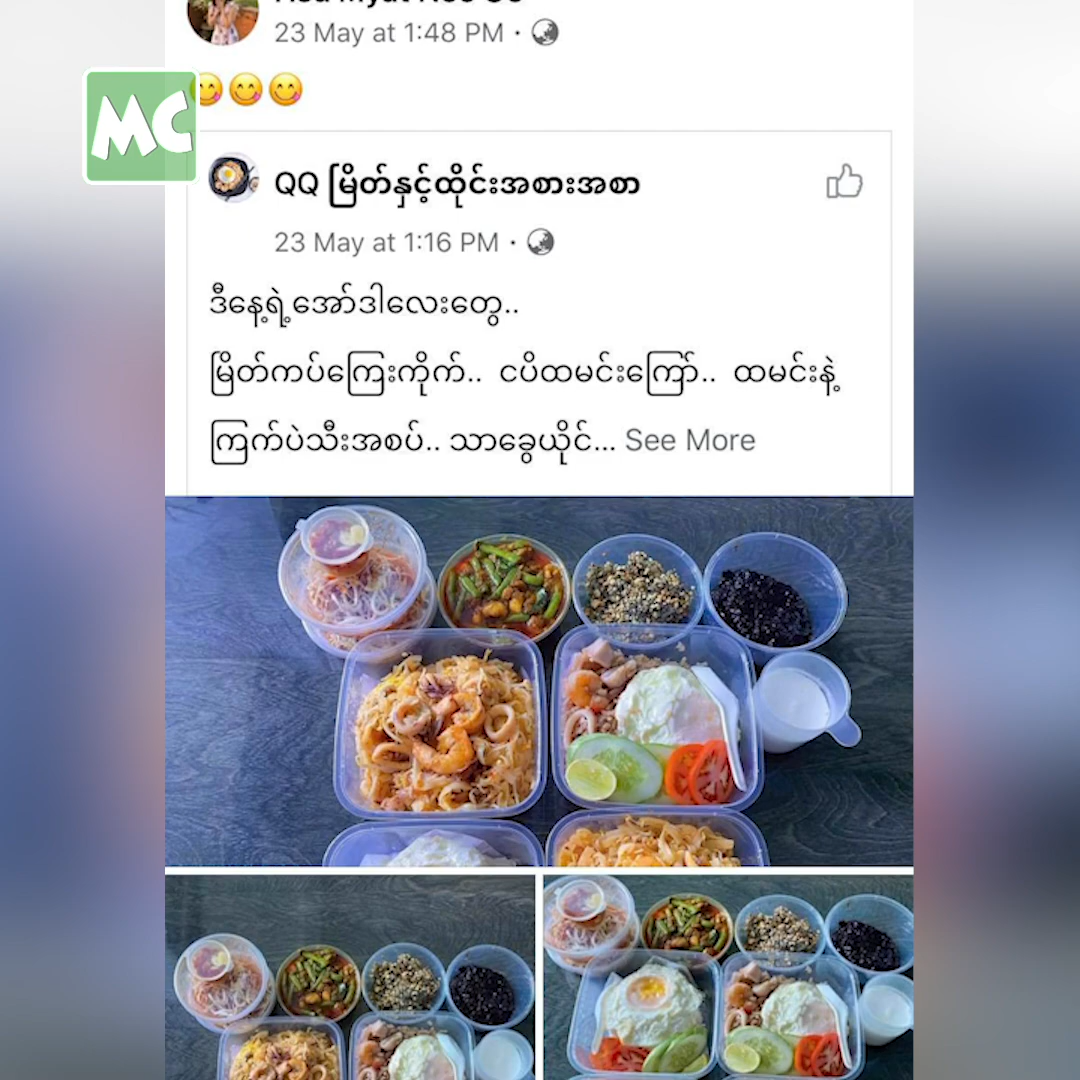 23 May at 1:48 PM ·
😋😋😋
MC
QQ မြိတ်နှင့်ထိုင်းအစားအစာ
23 May at 1:16 PM ·
ဒီနေ့ရဲ့အော်ဒါလေးတွေ..
မြိတ်ကပ်ကြေးကိုက်.. ငပိထမင်းကြော်.. ထမင်းနဲ့
ကြက်ပဲသီးအစပ်.. သာခွေယိုင်... See More